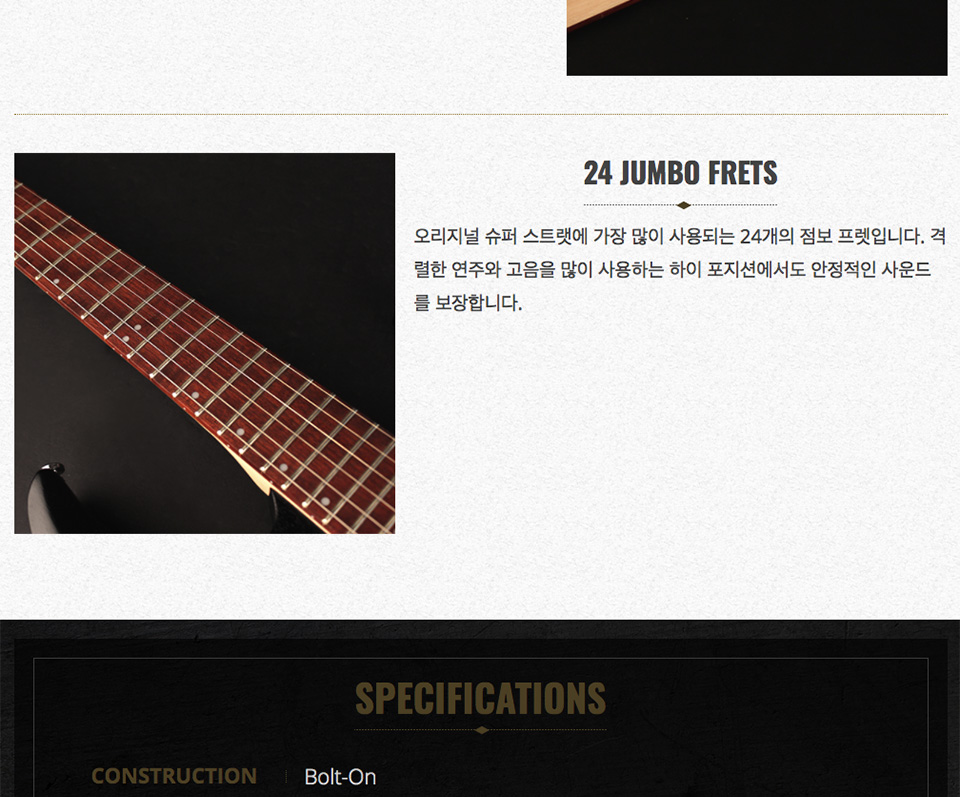 24 JUMBO FRETS
오리지널 슈퍼 스트랫에 가장 많이 사용되는 24개의 점보 프렛입니다. 격
렬한 연주와 고음을 많이 사용하는 하이 포지션에서도 안정적인 사운드
를 보장합니다.
SPECIFICATIONS
CONSTRUCTION Bolt-On